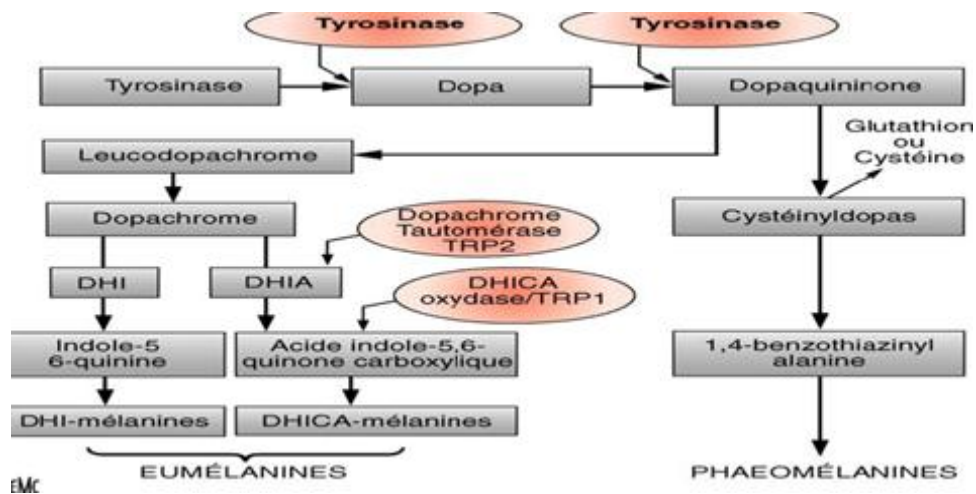 Tyrosinase
Tyrosinase
Tyrosinase
Dopa
Dopaquininone
Glutathion
ou
Cystéine
Leucodopachrome
Dopachrome
Dopachrome
Tautomérase
TRP2
Cystéinyldopas
DHI
DHIA
DHICA
oxydase/TRP1
Indole-5
6-quinine
Acide indole-5,6-
quinone carboxylique
1,4-benzothiazinyl
alanine
DHI-mélanines
DHICA-mélanines
EUMÉLANINES
PHAEOMÉLANINES
EMC